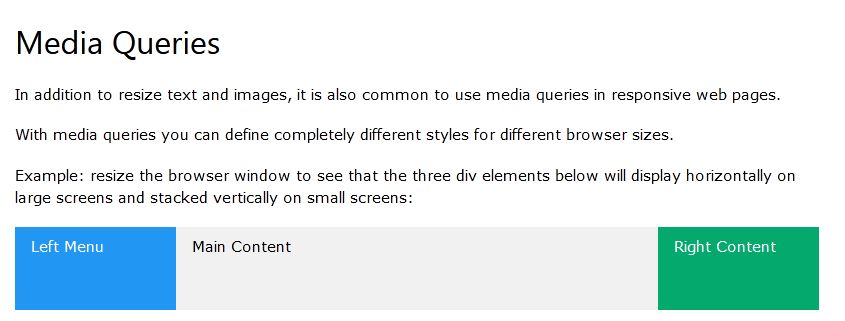 Media Queries
In addition to resize text and images, it is also common to use media queries in responsive web pages.
With media queries you can define completely different styles for different browser sizes.
Example: resize the browser window to see that the three div elements below will display horizontally on
large screens and stacked vertically on small screens:
Left Menu
Main Content
Right Content